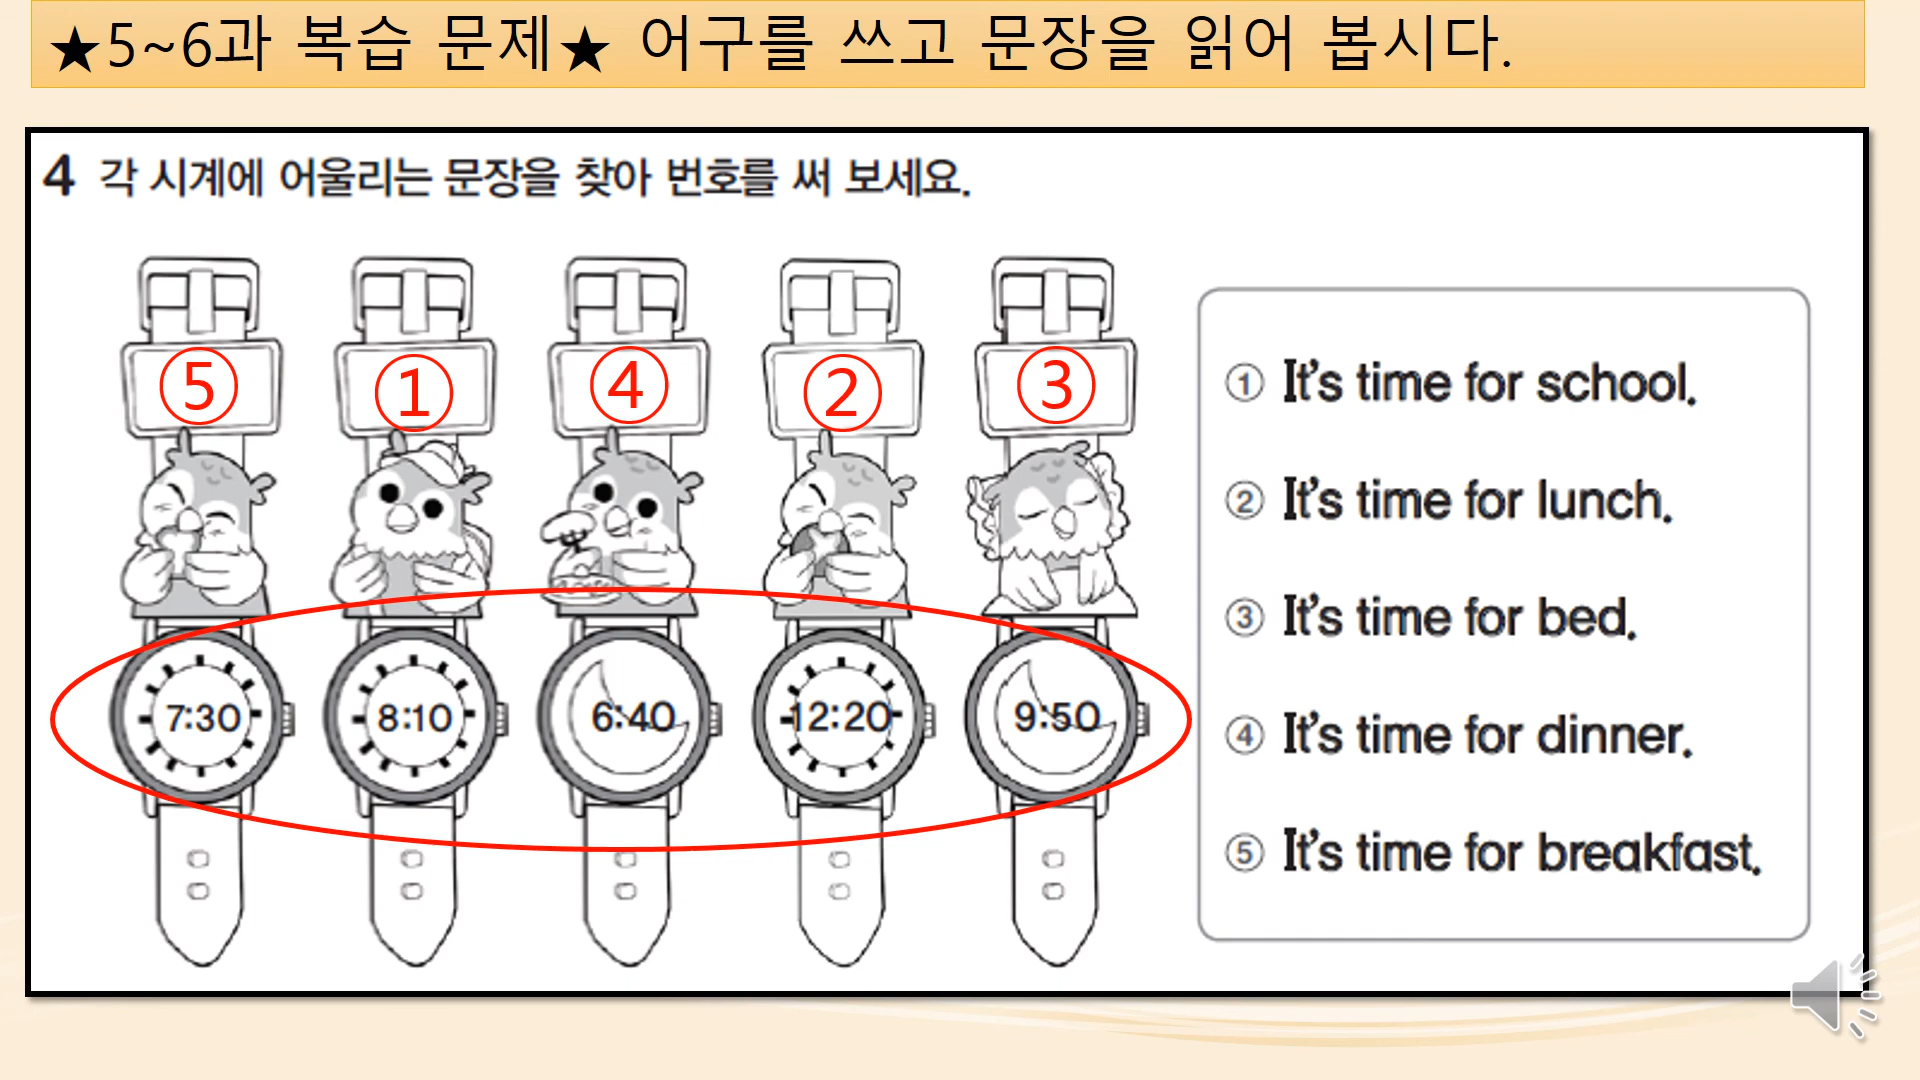 ★5~6과 복습 문제★ 어구를 쓰고 문장을 읽어 봅시다.
4 각 시계에 어울리는 문장을 찾아 번호를 써 보세요.
⑤ ① ④ ② ③
7:30 8:10 6:40 12:20 9:50
① It's time for school.
② It's time for lunch.
③ It's time for bed.
④ It's time for dinner.
⑤ It's time for breakfast.